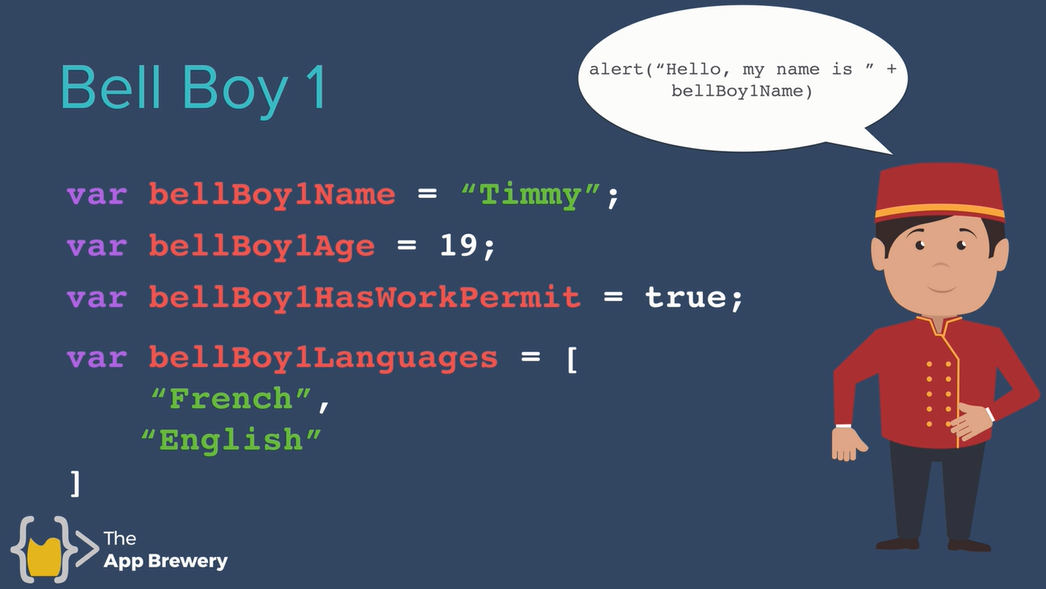 Bell Boy 1
alert(“Hello, my name is ” +
bellBoy1Name)
var bellBoy1Name = “Timmy”;
var bellBoy1Age = 19;
var bellBoy1HasWorkPermit = true;
var bellBoy1Languages = [
“French”,
“English”
]
The
App Brewery